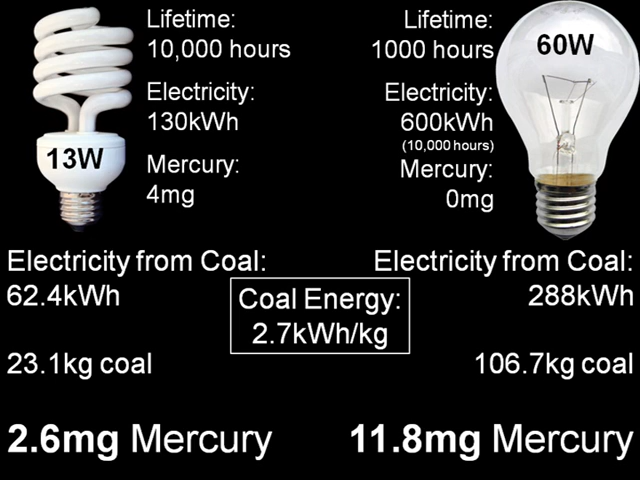 13W
Lifetime:
10,000 hours
Electricity:
130kWh
Mercury:
4mg
Lifetime:
1000 hours
Electricity:
600kWh
(10,000 hours)
Mercury:
0mg
60W
Electricity from Coal:
62.4kWh
23.1kg coal
2.6mg Mercury
Coal Energy:
2.7kWh/kg
Electricity from Coal:
288kWh
106.7kg coal
11.8mg Mercury